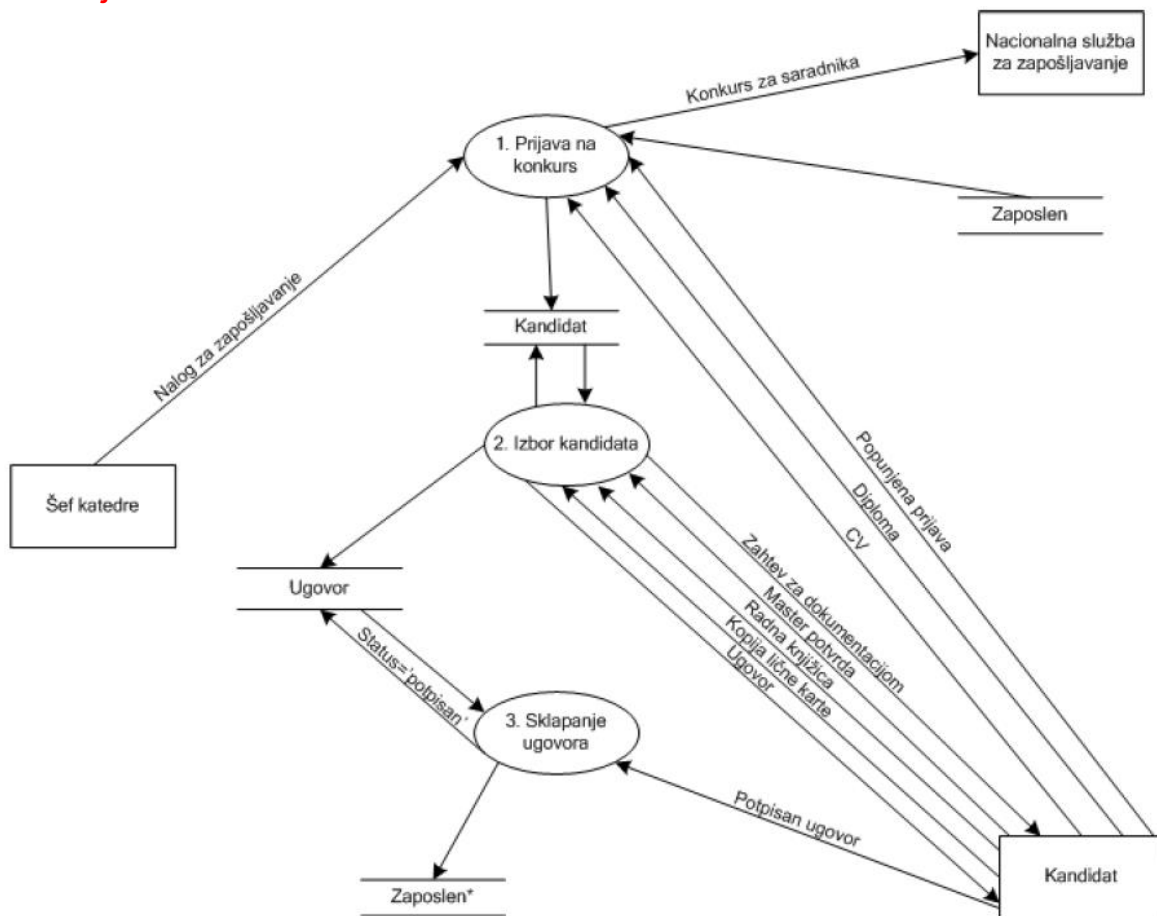 Nacionalna služba
za zapošljavanje
Konkurs za saradnika
1. Prijava na
konkurs
Zaposlen
Nalog za zapošljavanje
Kandidat
2. Izbor kandidata
Popunjena prijava
Diploma
CV
Šef katedre
Zahtev za dokumentacijom
Master potvrda
Radna knjižica
Kopija lične karte
Ugovor
Ugovor
Status='potpisan'
3. Sklapanje
ugovora
Potpisan ugovor
Kandidat
Zaposlen*